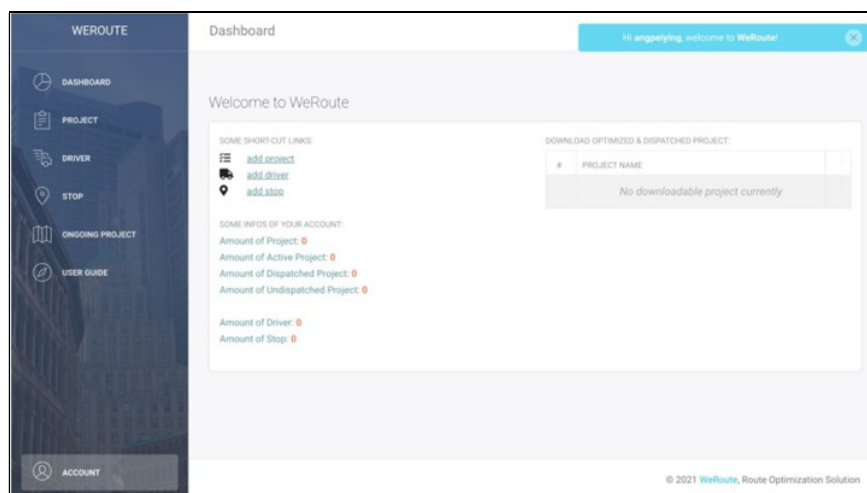 WEROUTE
DASHBOARD
PROJECT
DRIVER
STOP
ONGOING PROJECT
USER GUIDE
ACCOUNT
Dashboard
Hi angpeiying, welcome to WeRoute!
Welcome to WeRoute
SOME SHORT-CUT LINKS:
add project
add driver
add stop
SOME INFOS OF YOUR ACCOUNT:
Amount of Project: 0
Amount of Active Project: 0
Amount of Dispatched Project: 0
Amount of Undispatched Project: 0
Amount of Driver: 0
Amount of Stop: 0
DOWNLOAD OPTIMIZED & DISPATCHED PROJECT:
# PROJECT NAME
No downloadable project currently
© 2021 WeRoute, Route Optimization Solution